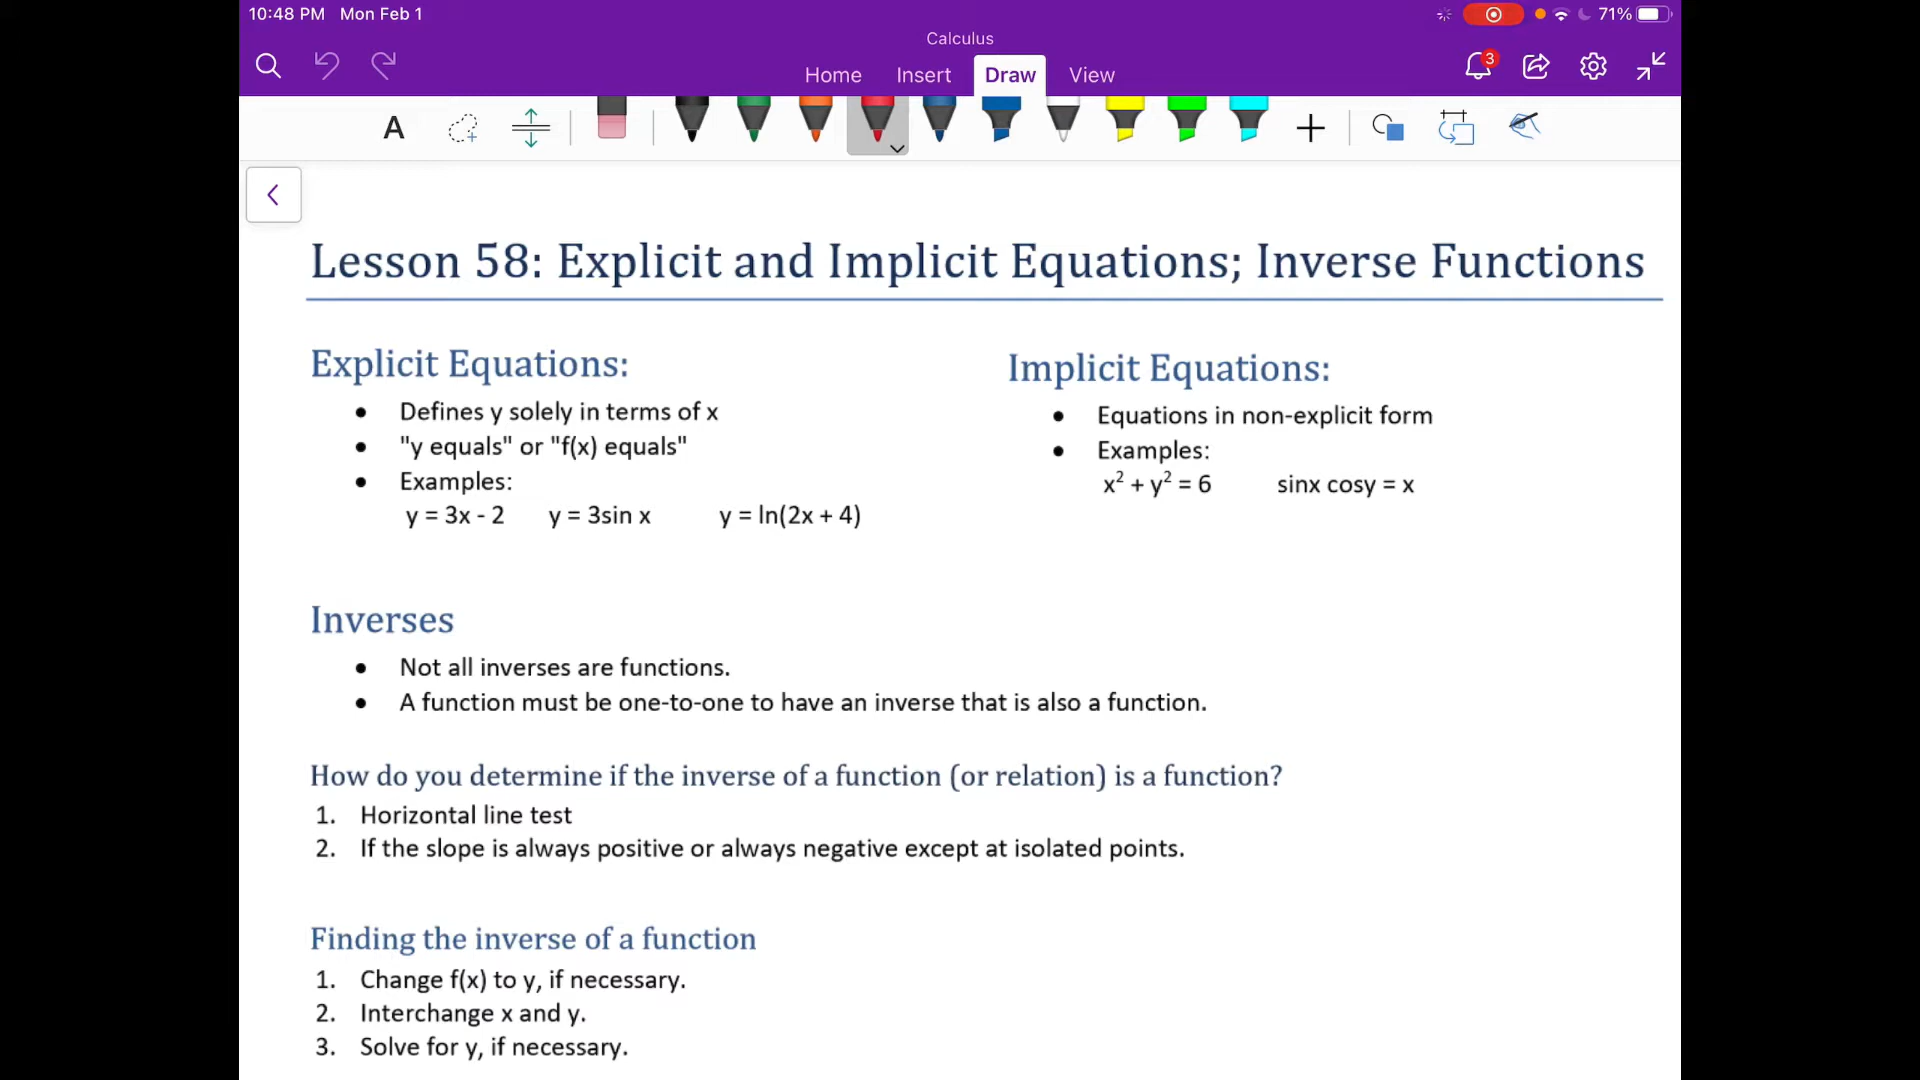 10:48 PM Mon Feb 1
71%
Calculus
Home Insert Draw View
3
A
Lesson 58: Explicit and Implicit Equations; Inverse Functions
Explicit Equations:
• Defines y solely in terms of x
• "y equals" or "f(x) equals"
• Examples:
y = 3x - 2 y = 3sin x y = ln(2x + 4)
Implicit Equations:
• Equations in non-explicit form
• Examples:
x² + y² = 6 sinx cosy = x
Inverses
• Not all inverses are functions.
• A function must be one-to-one to have an inverse that is also a function.
How do you determine if the inverse of a function (or relation) is a function?
1. Horizontal line test
2. If the slope is always positive or always negative except at isolated points.
Finding the inverse of a function
1. Change f(x) to y, if necessary.
2. Interchange x and y.
3. Solve for y, if necessary.